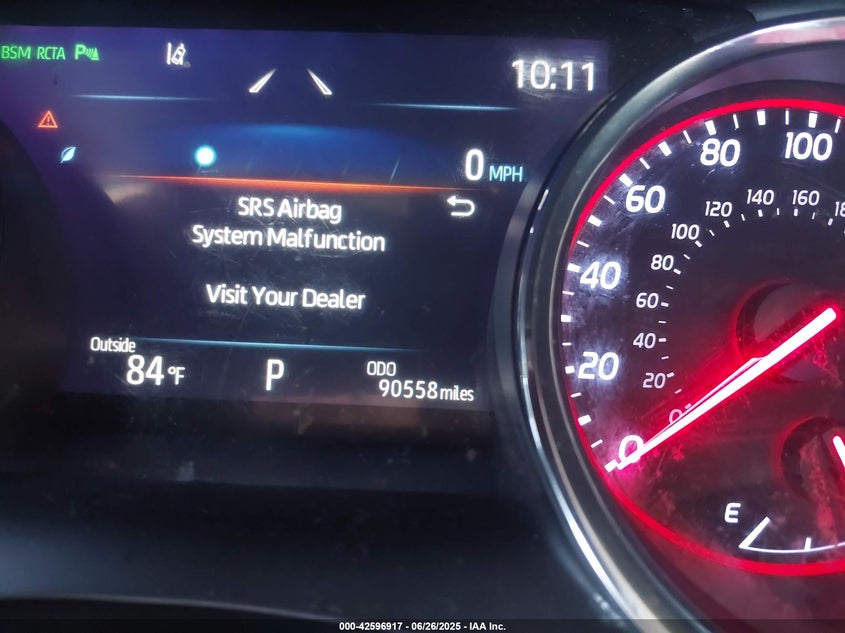 BSM RCTA P
10:11
0 MPH
SRS Airbag
System Malfunction
Visit Your Dealer
Outside
84 °F
P
ODO
90558 miles
0
20
40
60
80
100
0
20
40
60
80
100
120
140
160
E
000-42596917 - 06/26/2025 - IAA Inc.